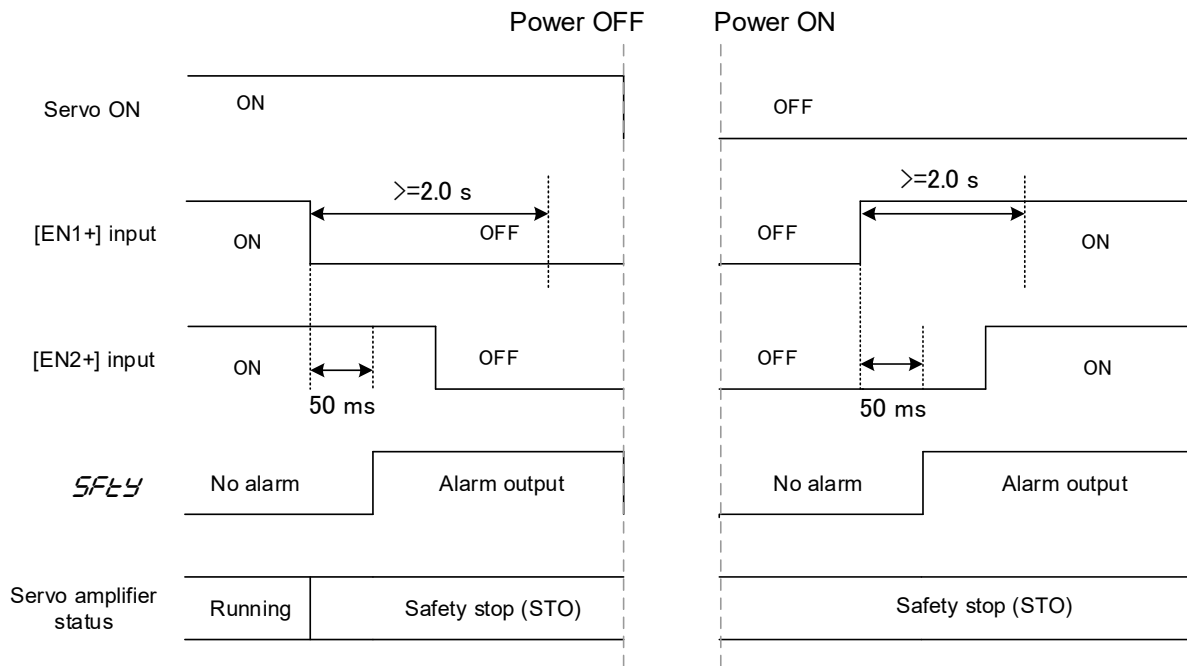 Power OFF
Power ON
Servo ON
ON
OFF
>=2.0 s
>=2.0 s
[EN1+] input
ON
OFF
OFF
ON
[EN2+] input
ON
OFF
OFF
ON
50 ms
50 ms
SFtY
No alarm
Alarm output
No alarm
Alarm output
Servo amplifier
status
Running
Safety stop (STO)
Safety stop (STO)